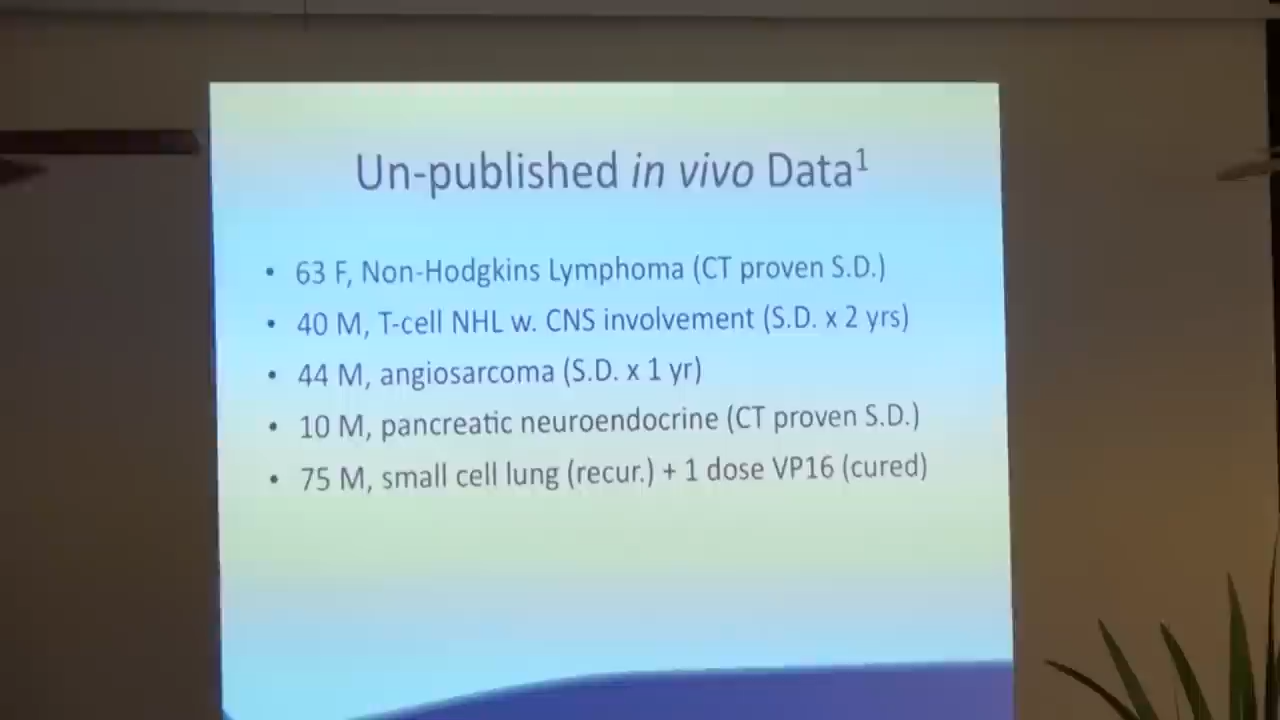 Un-published in vivo Data¹
• 63 F, Non-Hodgkins Lymphoma (CT proven S.D.)
• 40 M, T-cell NHL w. CNS involvement (S.D. x 2 yrs)
• 44 M, angiosarcoma (S.D. x 1 yr)
• 10 M, pancreatic neuroendocrine (CT proven S.D.)
• 75 M, small cell lung (recur.) + 1 dose VP16 (cured)